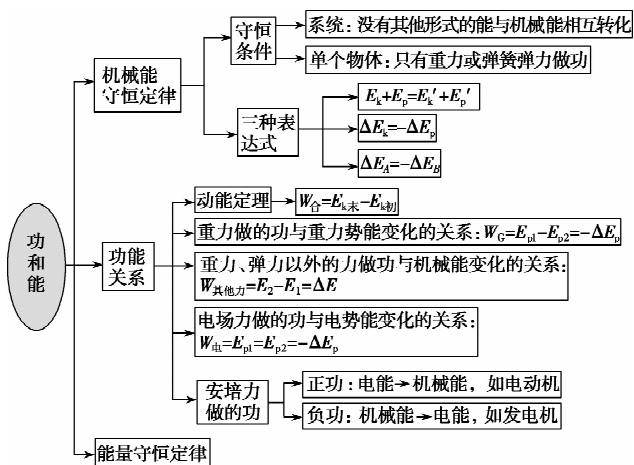 系统：没有其他形式的能与机械能相互转化
守恒
条件
单个物体：只有重力或弹簧弹力做功
机械能
守恒定律
三种表
达式
Ek+Ep=Ek′+Ep′
ΔEk=-ΔEp
ΔEA=-ΔEB
功
和
能
功能
关系
动能定理
W合=Ek末-Ek初
重力做的功与重力势能变化的关系：WG=Ep1-Ep2=-ΔEp
重力、弹力以外的力做功与机械能变化的关系：
W其他力=E2-E1=ΔE
电场力做的功与电势能变化的关系：
W电=Ep1=Ep2=-ΔEp
安培力
做的功
正功：电能→机械能，如电动机
负功：机械能→电能，如发电机
能量守恒定律